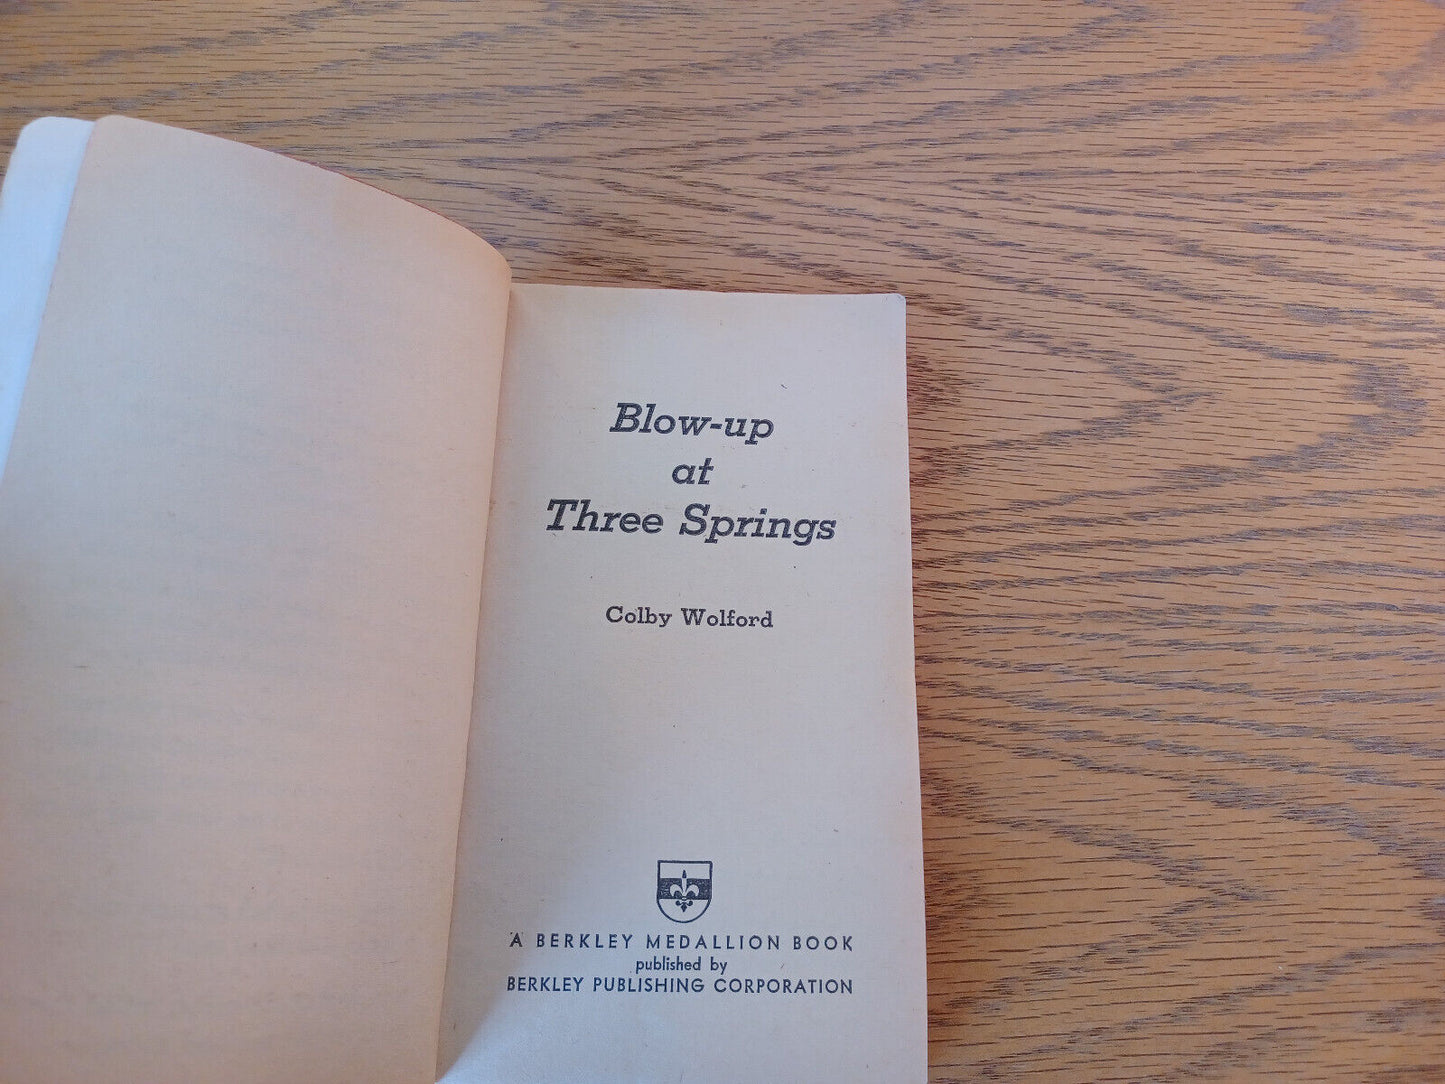 Blow-up
at
Three Springs
Colby Wolford
A BERKLEY MEDALLION BOOK
published by
BERKLEY PUBLISHING CORPORATION